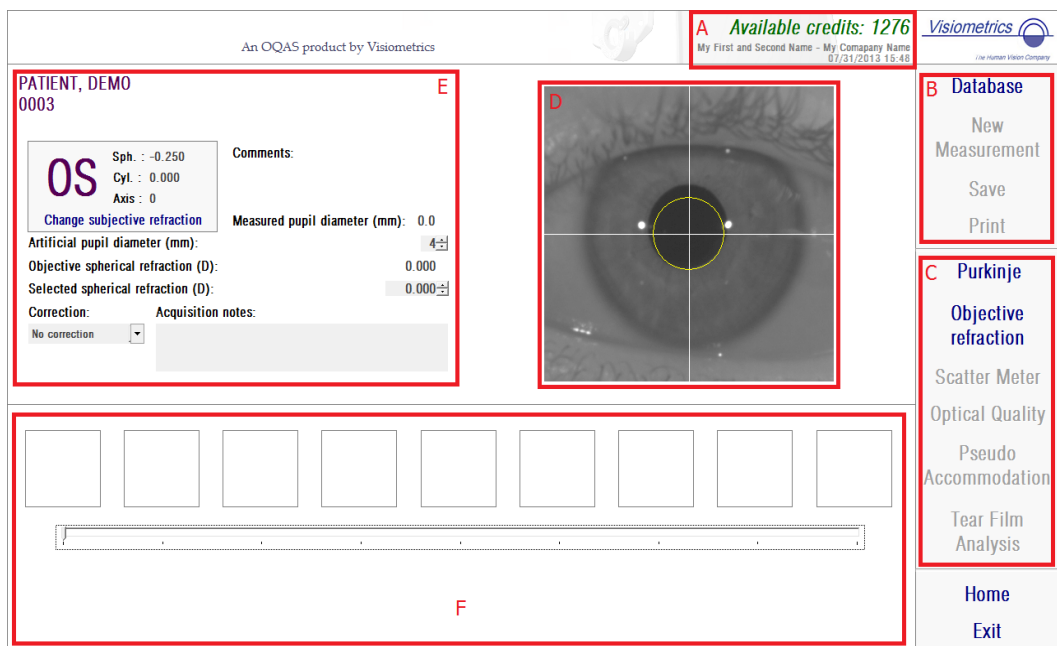 An OQAS product by Visiometrics
A
Available credits: 1276
My First and Second Name - My Comapany Name
07/31/2013 15:48
Visiometrics
The Human Vision Company
PATIENT, DEMO
E
0003
OS
Sph. : -0.250
Cyl. : 0.000
Axis : 0
Change subjective refraction
Comments:
Measured pupil diameter (mm): 0.0
Artificial pupil diameter (mm): 4
Objective spherical refraction (D): 0.000
Selected spherical refraction (D): 0.000
Correction:
Acquisition notes:
No correction
D
B
Database
New
Measurement
Save
Print
C
Purkinje
Objective
refraction
Scatter Meter
Optical Quality
Pseudo
Accommodation
Tear Film
Analysis
Home
Exit
F